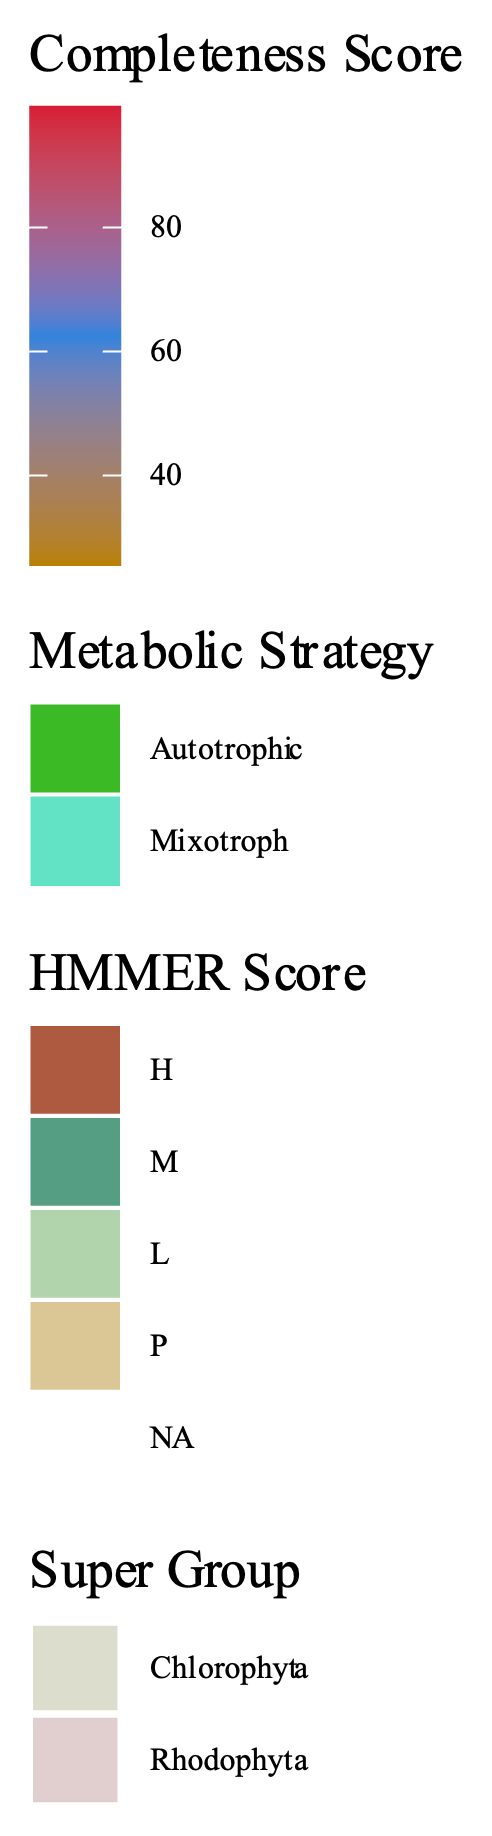 Completeness Score
80
60
40
Metabolic Strategy
Autotrophic
Mixotroph
HMMER Score
H
M
L
P
NA
Super Group
Chlorophyta
Rhodophyta